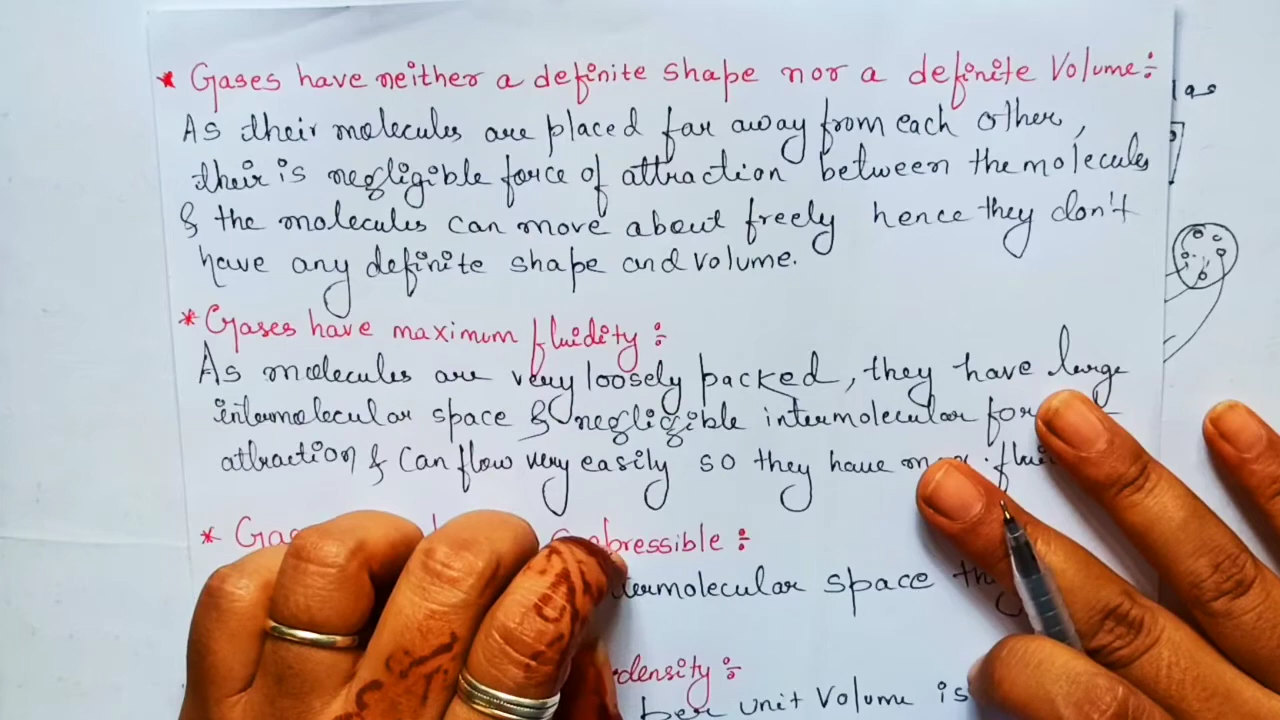 * Gases have neither a definite shape nor a definite Volume:
As their molecules are placed far away from each other,
their is negligible force of attraction between the molecules
& the molecules can move about freely hence they don't
have any definite shape and volume.
* Gases have maximum fluidity:
As molecules are very loosely packed, they have large
intermolecular space & negligible intermolecular for
attraction & Can flow very easily so they have max. flui
* Gas
space
density:
per unit Volume is